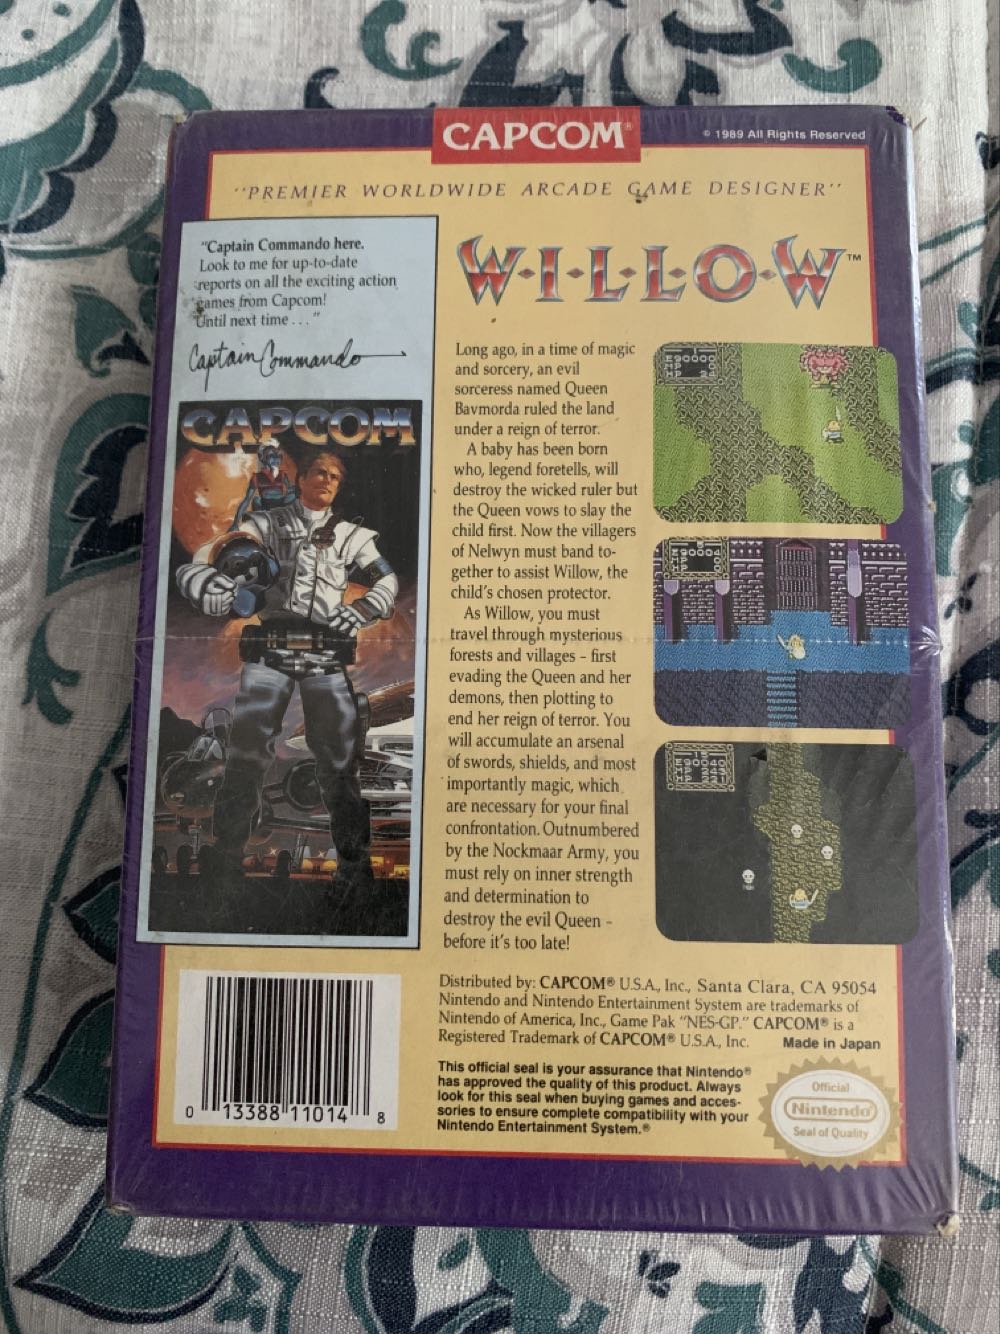 CAPCOM®
© 1989 All Rights Reserved
"PREMIER WORLDWIDE ARCADE GAME DESIGNER"
"Captain Commando here.
Look to me for up-to-date
reports on all the exciting action
games from Capcom!
Until next time . . ."
Captain Commando
CAPCOM
W·I·L·L·O·W™
Long ago, in a time of magic
and sorcery, an evil
sorceress named Queen
Bavmorda ruled the land
under a reign of terror.
A baby has been born
who, legend foretells, will
destroy the wicked ruler but
the Queen vows to slay the
child first. Now the villagers
of Nelwyn must band to-
gether to assist Willow, the
child's chosen protector.
As Willow, you must
travel through mysterious
forests and villages – first
evading the Queen and her
demons, then plotting to
end her reign of terror. You
will accumulate an arsenal
of swords, shields, and most
importantly magic, which
are necessary for your final
confrontation. Outnumbered
by the Nockmaar Army, you
must rely on inner strength
and determination to
destroy the evil Queen –
before it's too late!
Distributed by: CAPCOM® U.S.A., Inc., Santa Clara, CA 95054
Nintendo and Nintendo Entertainment System are trademarks of
Nintendo of America, Inc., Game Pak "NES-GP." CAPCOM® is a
Registered Trademark of CAPCOM® U.S.A., Inc. Made in Japan
This official seal is your assurance that Nintendo®
has approved the quality of this product. Always
look for this seal when buying games and acces-
sories to ensure complete compatibility with your
Nintendo Entertainment System.®
Official
Nintendo®
Seal of Quality
0 13388 11014 8